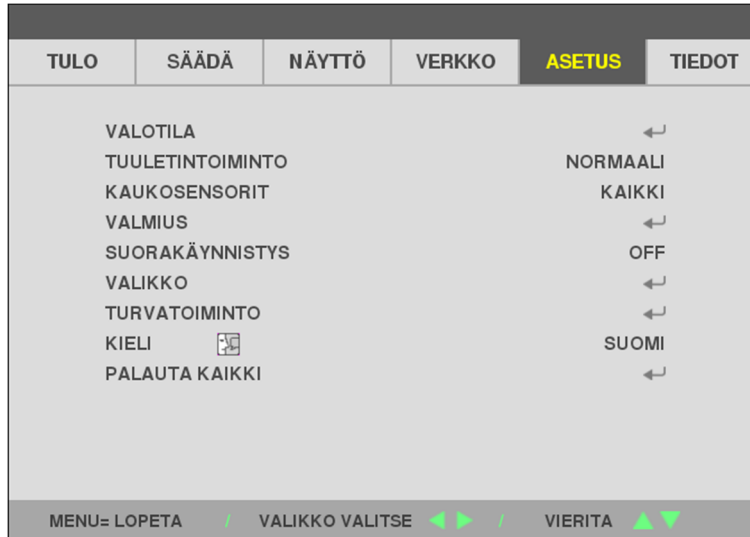 TULO SÄÄDÄ NÄYTTÖ VERKKO ASETUS TIEDOT
VALOTILA
TUULETINTOIMINTO NORMAALI
KAUKOSENSORIT KAIKKI
VALMIUS
SUORAKÄYNNISTYS OFF
VALIKKO
TURVATOIMINTO
KIELI SUOMI
PALAUTA KAIKKI
MENU= LOPETA / VALIKKO VALITSE / VIERITA